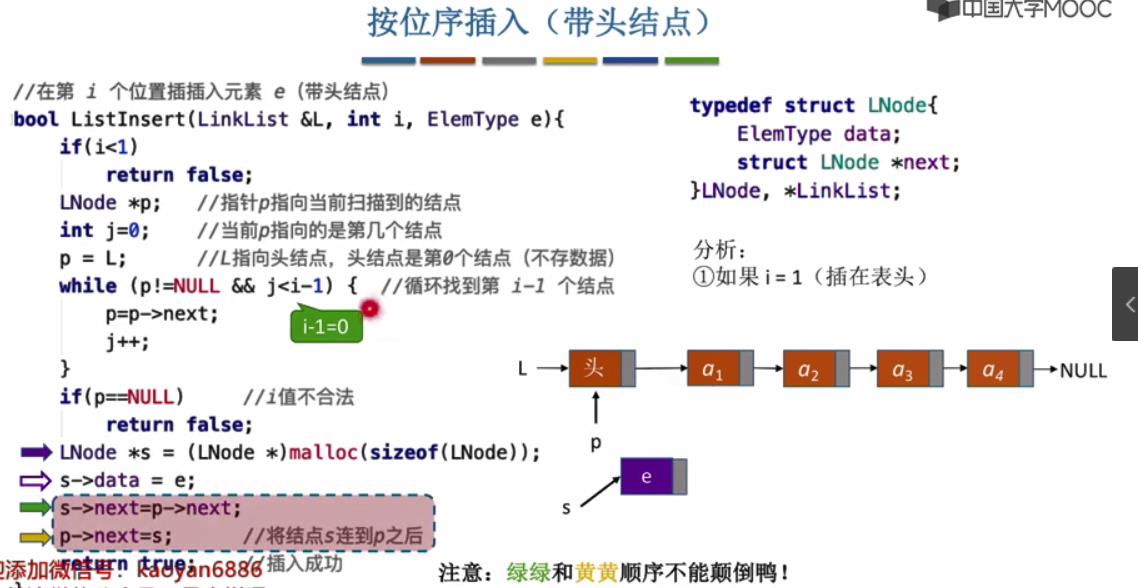 中国大学MOOC
按位序插入（带头结点）
//在第 i 个位置插插入元素 e（带头结点）
bool ListInsert(LinkList &L, int i, ElemType e){
if(i<1)
return false;
LNode *p; //指针p指向当前扫描到的结点
int j=0; //当前p指向的是第几个结点
p = L; //L指向头结点，头结点是第0个结点（不存数据）
while (p!=NULL && j<i-1) { //循环找到第 i-1 个结点
p=p->next;
i-1=0
j++;
}
if(p==NULL) //i值不合法
return false;
LNode *s = (LNode *)malloc(sizeof(LNode));
s->data = e;
s->next=p->next;
p->next=s; //将结点s连到p之后
return true; //插入成功
添加微信号：kaoyan6886
typedef struct LNode{
ElemType data;
struct LNode *next;
}LNode, *LinkList;
分析：
①如果 i = 1（插在表头）
L 头 a1 a2 a3 a4 NULL
p
e
s
注意：绿绿和黄黄顺序不能颠倒鸭！